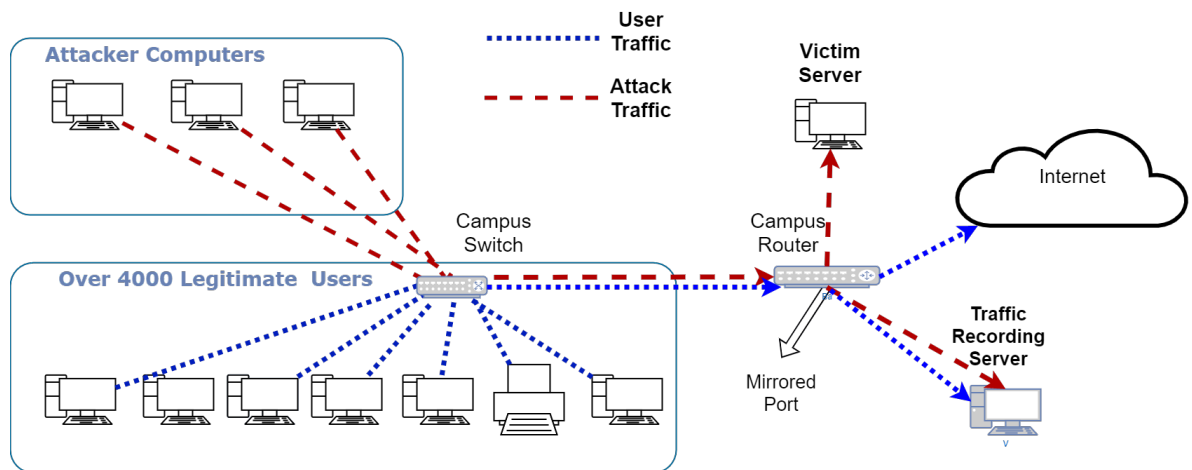 Attacker Computers
User
Traffic
Attack
Traffic
Victim
Server
Internet
Campus
Switch
Campus
Router
Over 4000 Legitimate Users
Mirrored
Port
Traffic
Recording
Server
v